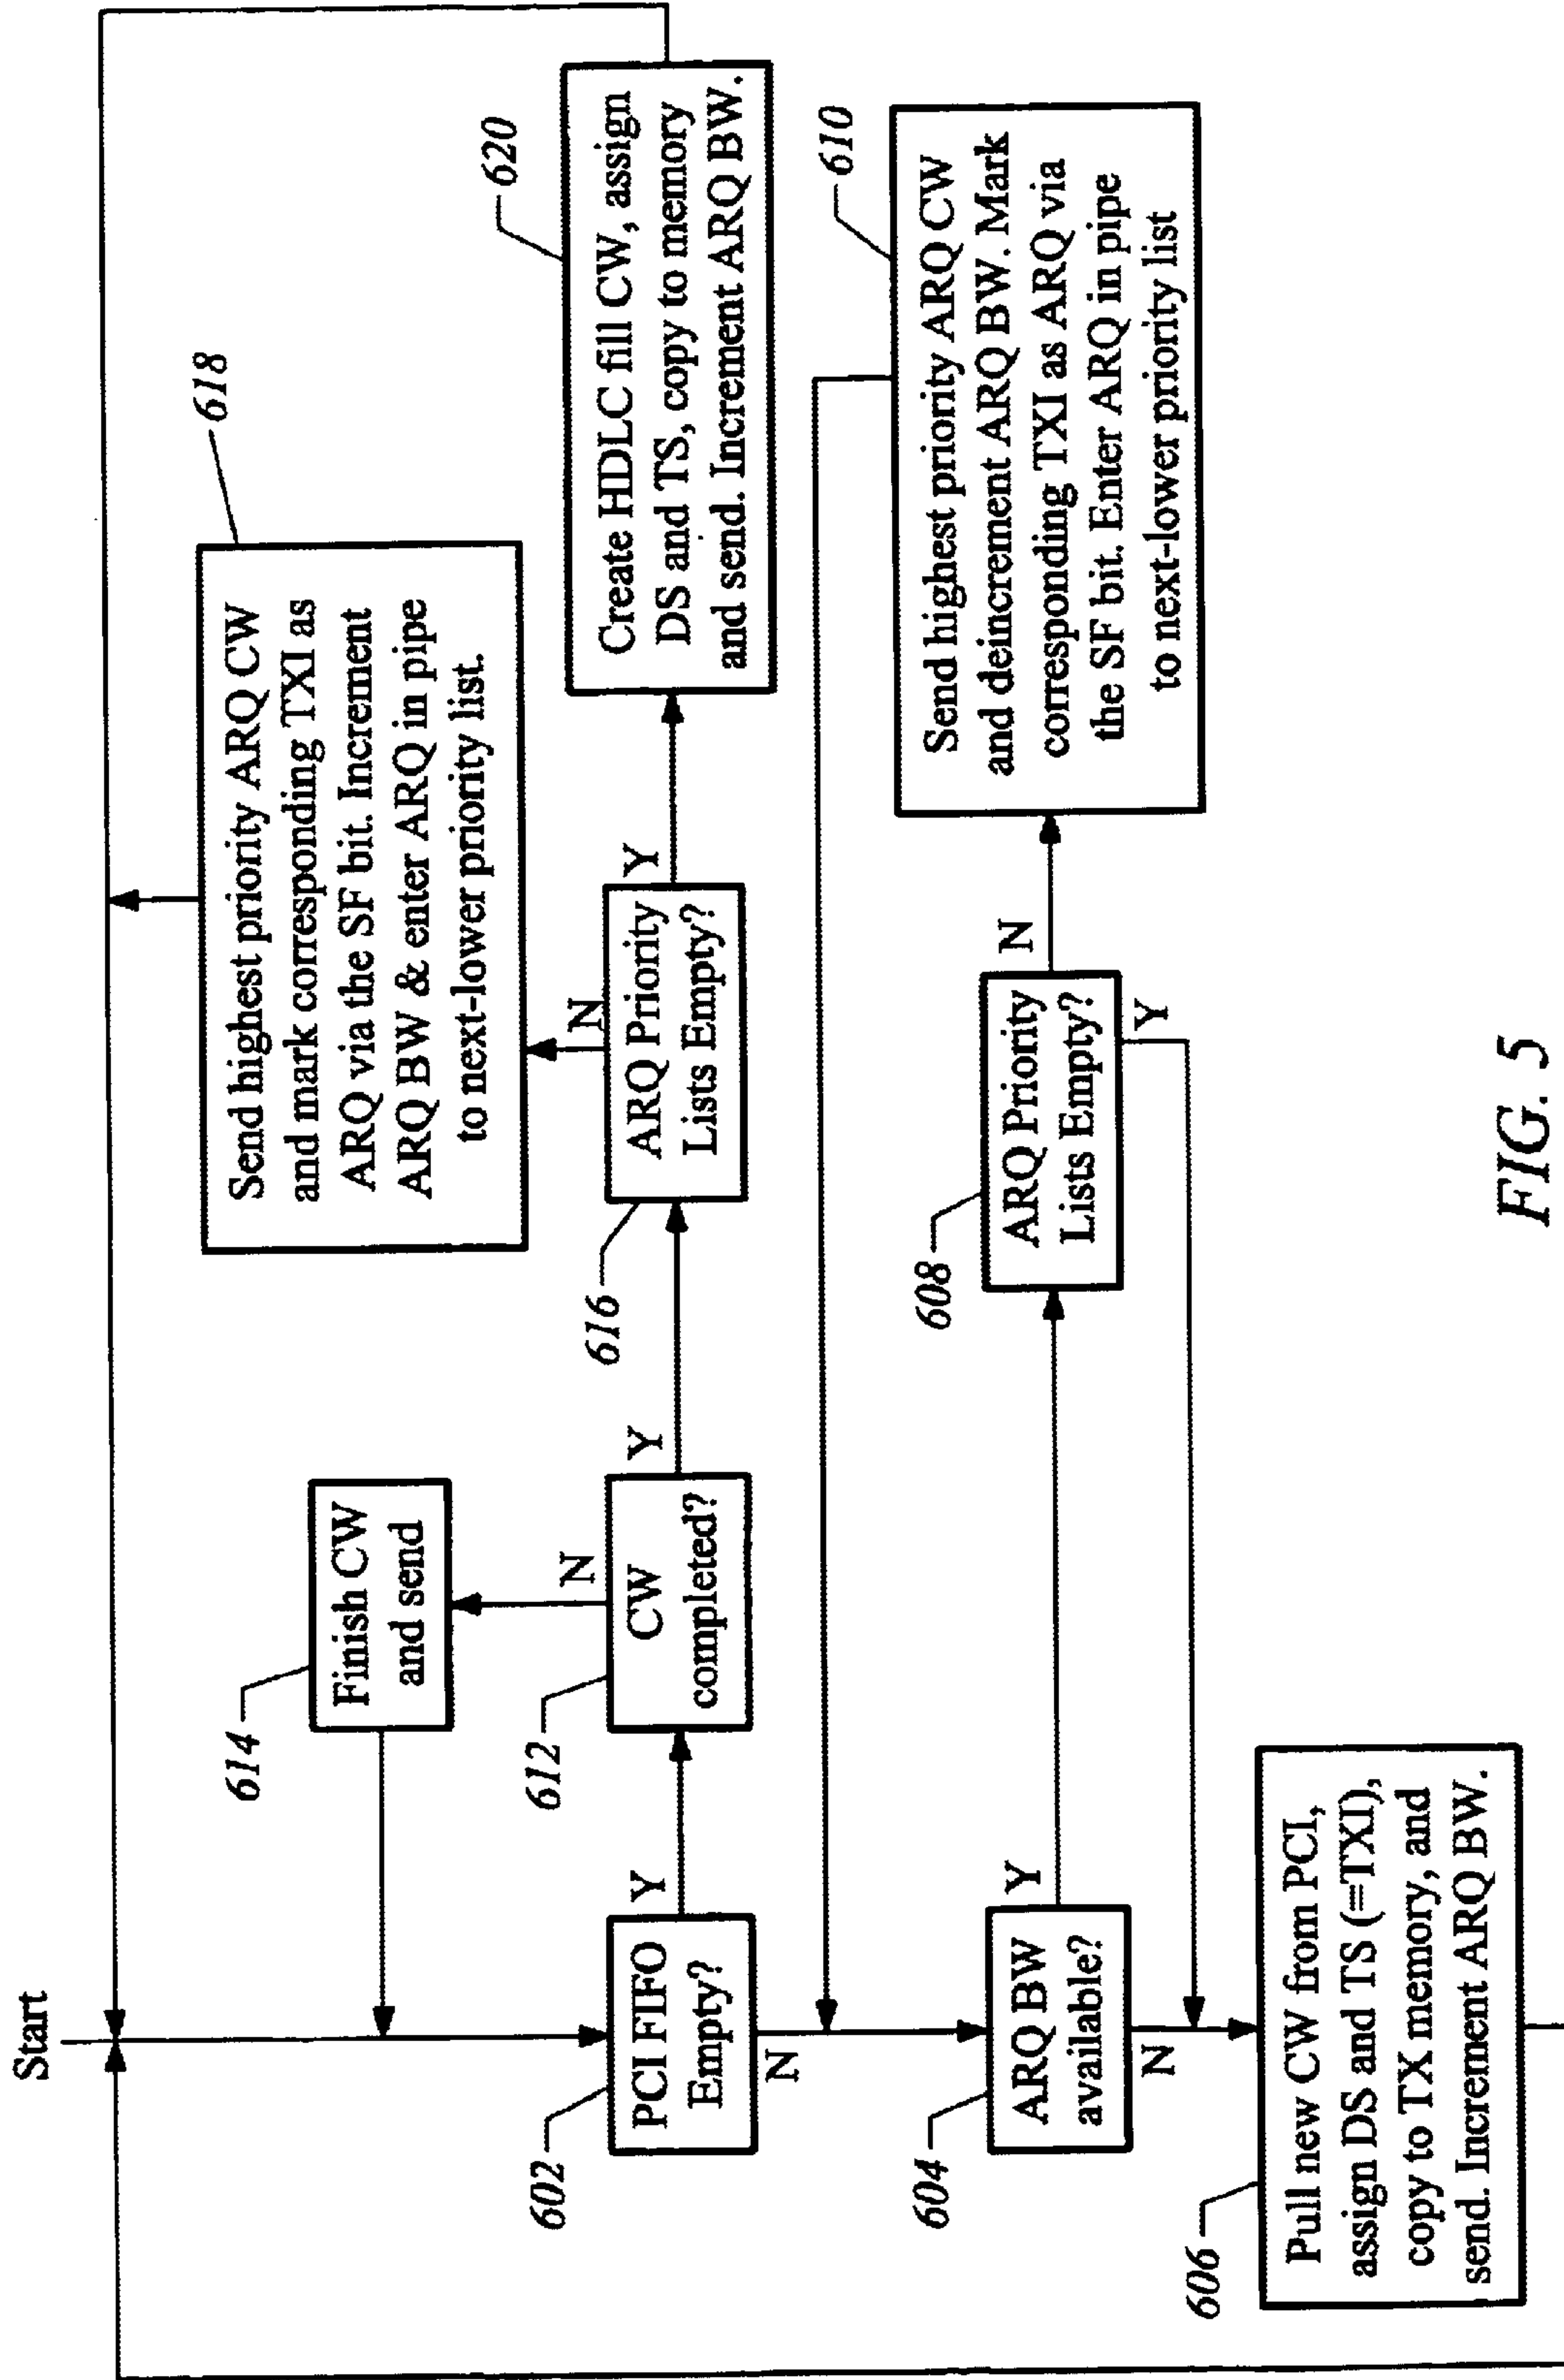 Start
614
Finish CW
and send
618
Send highest priority ARQ CW
and mark corresponding TXI as
ARQ via the SF bit. Increment
ARQ BW & enter ARQ in pipe
to next-lower priority list.
602
PCI FIFO
Empty?
Y
N
612
CW
completed?
N
Y
616
ARQ Priority
Lists Empty?
N
Y
620
Create HDLC fill CW, assign
DS and TS, copy to memory
and send. Increment ARQ BW.
604
ARQ BW
available?
Y
N
608
ARQ Priority
Lists Empty?
N
Y
610
Send highest priority ARQ CW
and deincrement ARQ BW. Mark
corresponding TXI as ARQ via
the SF bit. Enter ARQ in pipe
to next-lower priority list
606
Pull new CW from PCI,
assign DS and TS (=TXI),
copy to TX memory, and
send. Increment ARQ BW.
FIG. 5